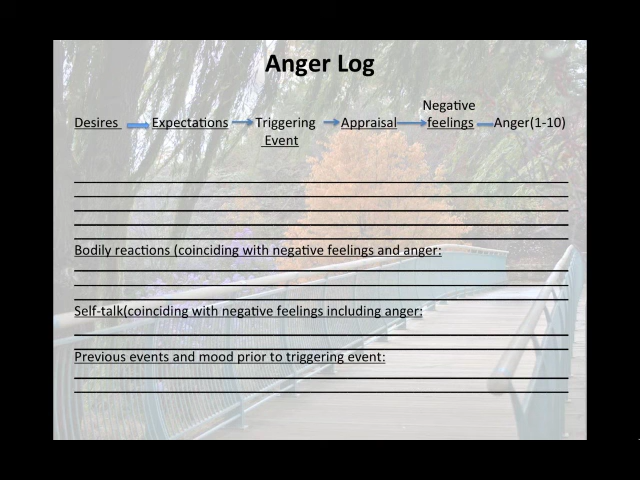 Anger Log
Negative
Desires Expectations Triggering Appraisal feelings Anger(1-10)
Event
Bodily reactions (coinciding with negative feelings and anger:
Self-talk(coinciding with negative feelings including anger:
Previous events and mood prior to triggering event: